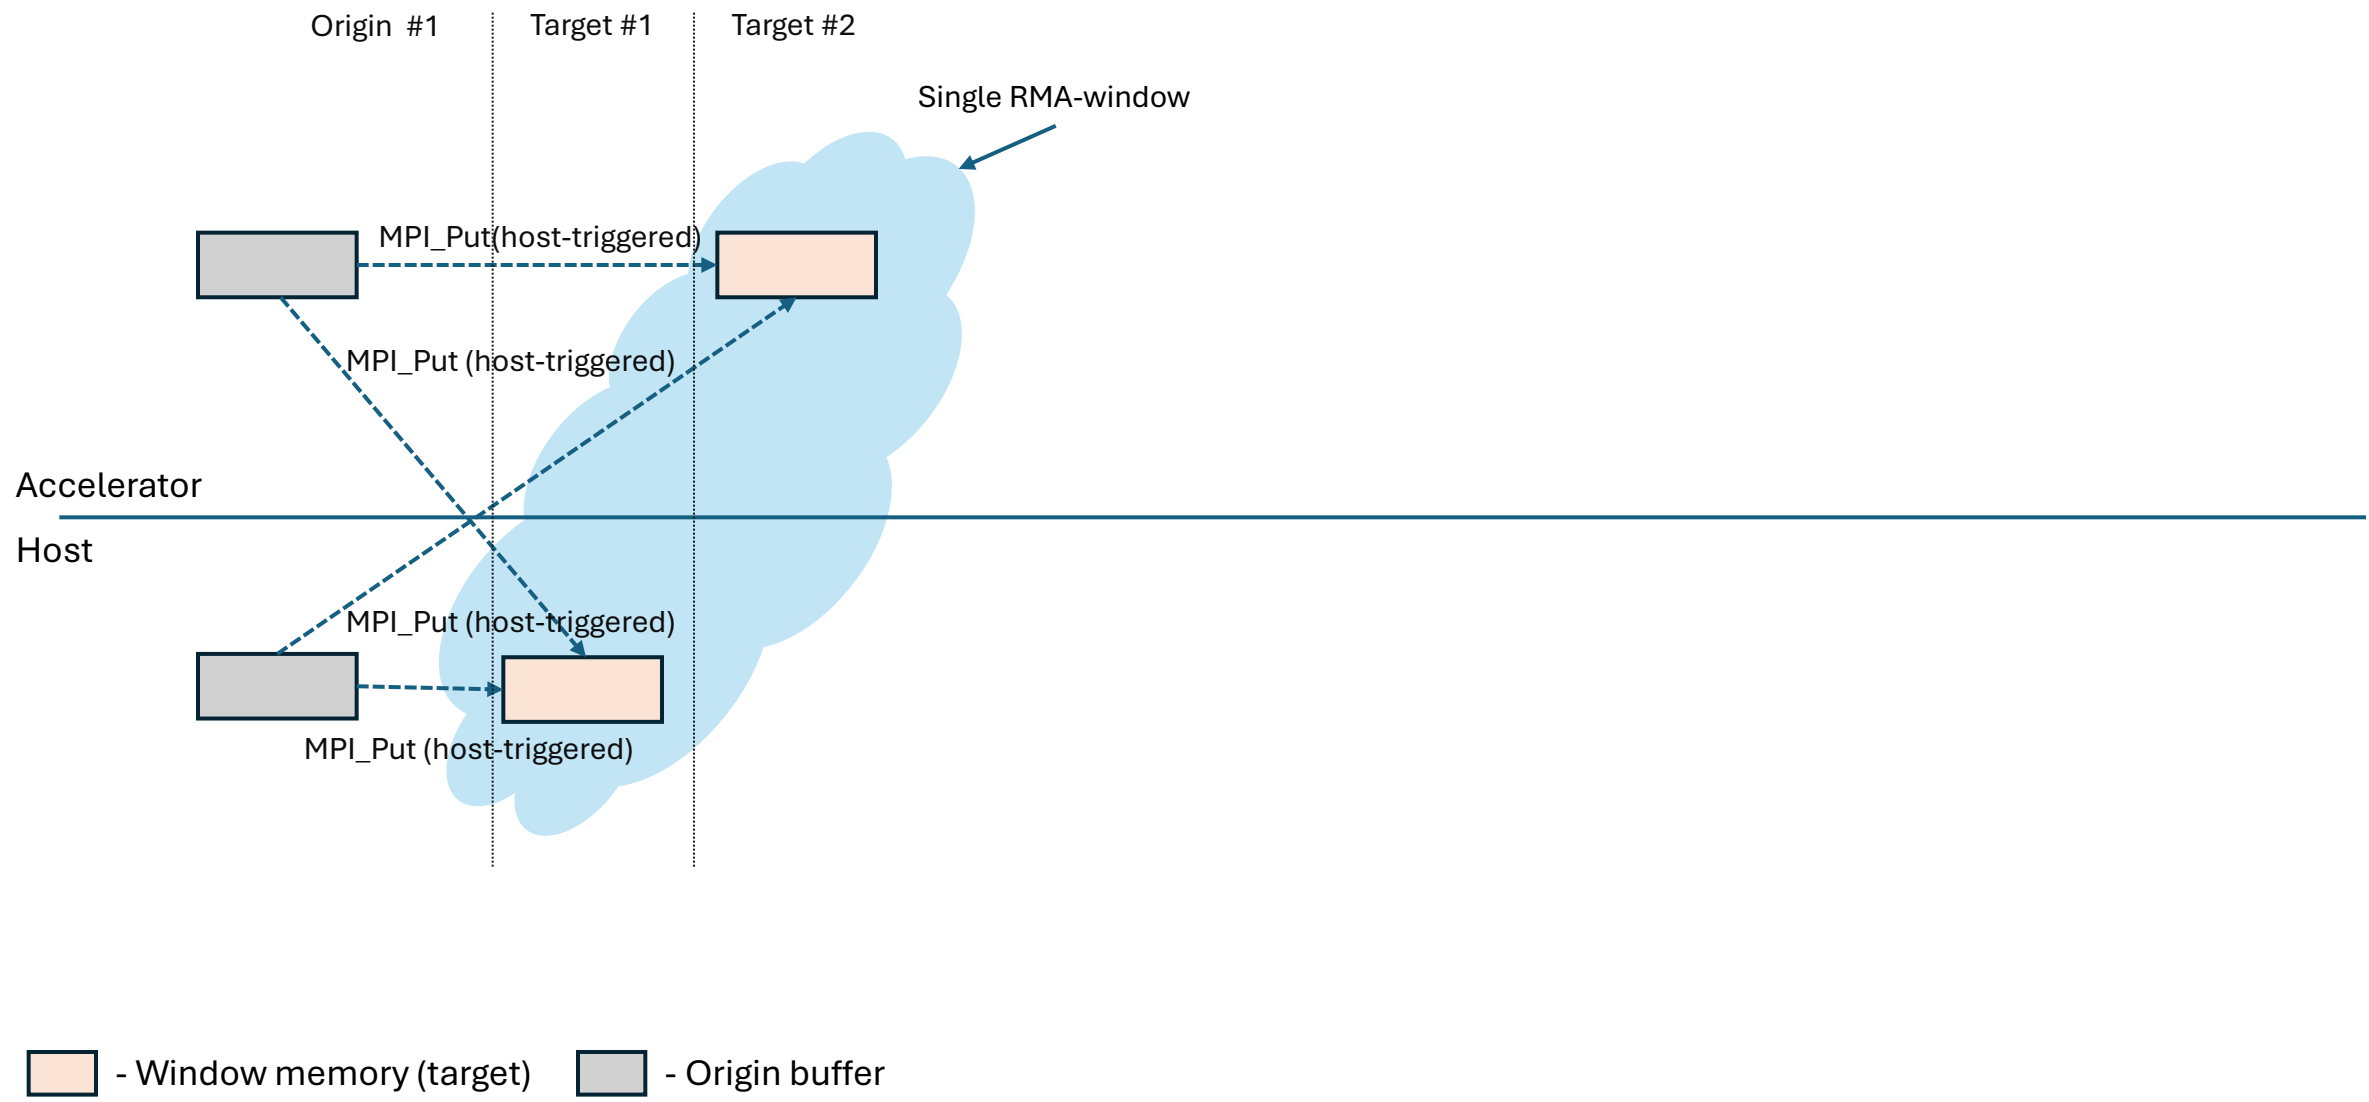 Origin  #1
Target #1
Target #2
Single RMA-window
MPI_Put(host-triggered)
MPI_Put (host-triggered)
Accelerator
Host
MPI_Put (host-triggered)
MPI_Put (host-triggered)
- Window memory (target)
- Origin buffer